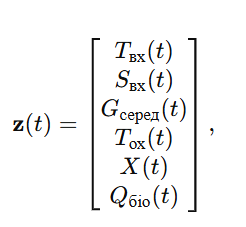 T_вх(t)
S_вх(t)
G_серед(t)
z(t) = T_ох(t) ,
X(t)
Q_біо(t)